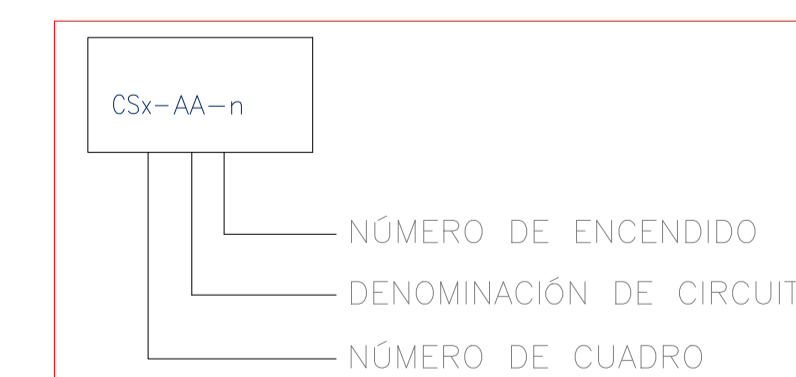 CSx-AA-n
NÚMERO DE ENCENDIDO
DENOMINACIÓN DE CIRCUIT
NÚMERO DE CUADRO